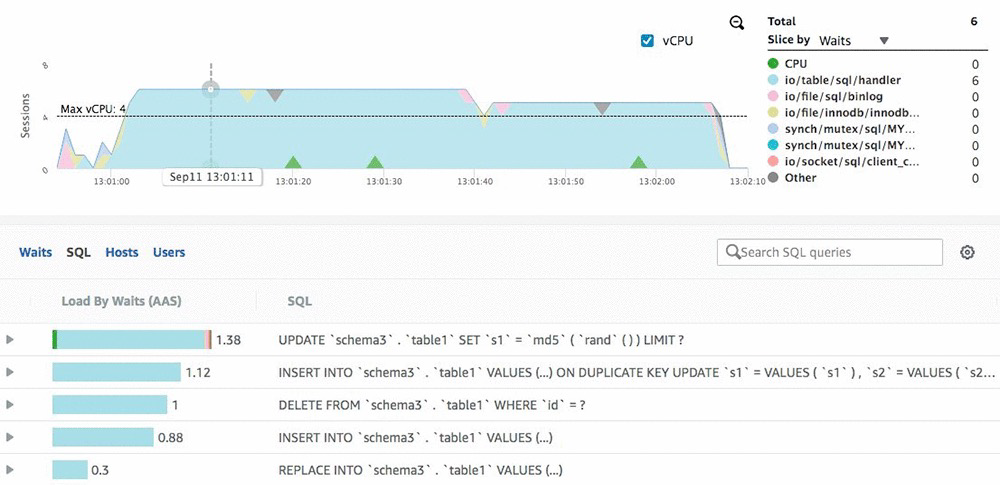 Total 6
vCPU
Slice by Waits
8
CPU 0
io/table/sql/handler 6
Max vCPU: 4
io/file/sql/binlog 0
Sessions
4
io/file/innodb/innodb... 0
synch/mutex/sql/MY... 0
synch/mutex/sql/MY... 0
io/socket/sql/client_c... 0
0
Other 0
Sep11 13:01:11
13:01:00 13:01:20 13:01:30 13:01:40 13:01:50 13:02:00 13:02:10
Waits SQL Hosts Users
Search SQL queries
Load By Waits (AAS) SQL
1.38 UPDATE `schema3` . `table1` SET `s1` = `md5` ( `rand` ( ) ) LIMIT ?
1.12 INSERT INTO `schema3` . `table1` VALUES (...) ON DUPLICATE KEY UPDATE `s1` = VALUES ( `s1` ) , `s2` = VALUES ( `s2...
1 DELETE FROM `schema3` . `table1` WHERE `id` = ?
0.88 INSERT INTO `schema3` . `table1` VALUES (...)
0.3 REPLACE INTO `schema3` . `table1` VALUES (...)